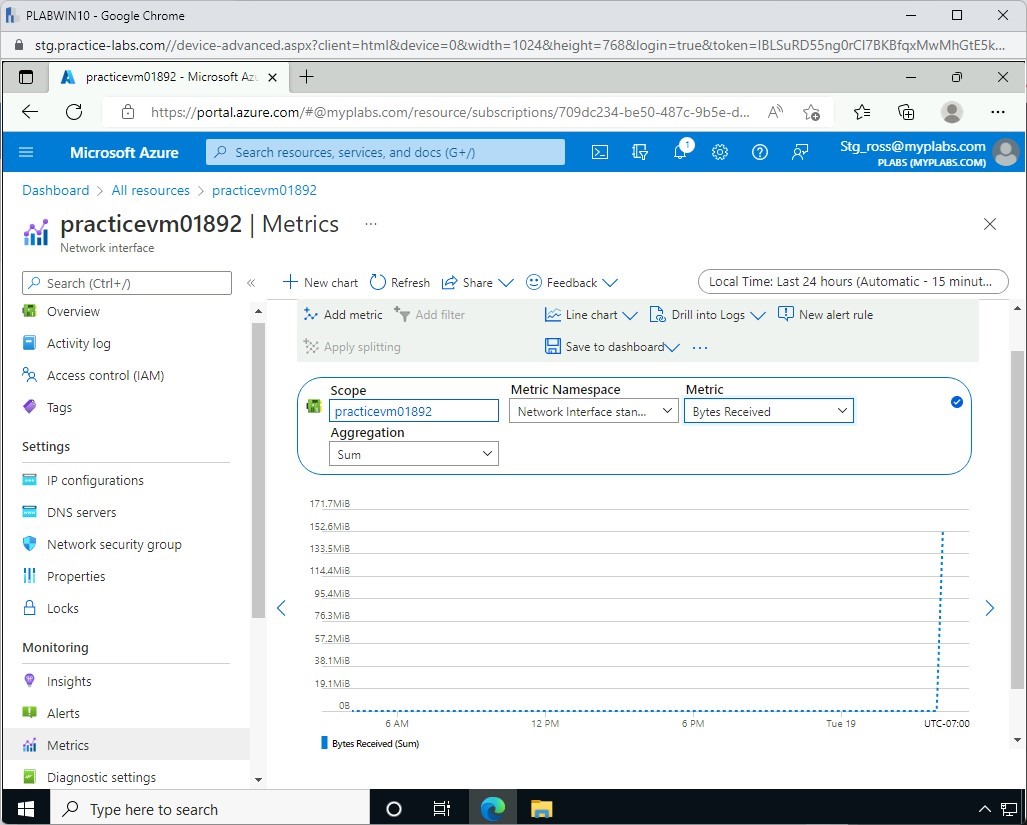 PLABWIN10 - Google Chrome
stg.practice-labs.com//device-advanced.aspx?client=html&device=0&width=1024&height=768&login=true&token=IBLSuRD55ng0rCI7BKBfqxMwMhGtE5k...
practicevm01892 - Microsoft Azu
https://portal.azure.com/#@myplabs.com/resource/subscriptions/709dc234-be50-487c-9b5e-d...
Microsoft Azure
Search resources, services, and docs (G+/)
1
Stg_ross@myplabs.com
PLABS (MYPLABS.COM)
Dashboard > All resources > practicevm01892
practicevm01892 | Metrics ...
Network interface
Search (Ctrl+/)
«
New chart
Refresh
Share
Feedback
Local Time: Last 24 hours (Automatic - 15 minut...
Overview
Activity log
Access control (IAM)
Tags
Settings
IP configurations
DNS servers
Network security group
Properties
Locks
Monitoring
Insights
Alerts
Metrics
Diagnostic settings
Add metric
Add filter
Line chart
Drill into Logs
New alert rule
Apply splitting
Save to dashboard
...
Scope
Metric Namespace
Metric
practicevm01892
Network Interface stan...
Bytes Received
Aggregation
Sum
171.7MiB
152.6MiB
133.5MiB
114.4MiB
95.4MiB
76.3MiB
57.2MiB
38.1MiB
19.1MiB
0B
6 AM
12 PM
6 PM
Tue 19
UTC-07:00
Bytes Received (Sum)
Type here to search